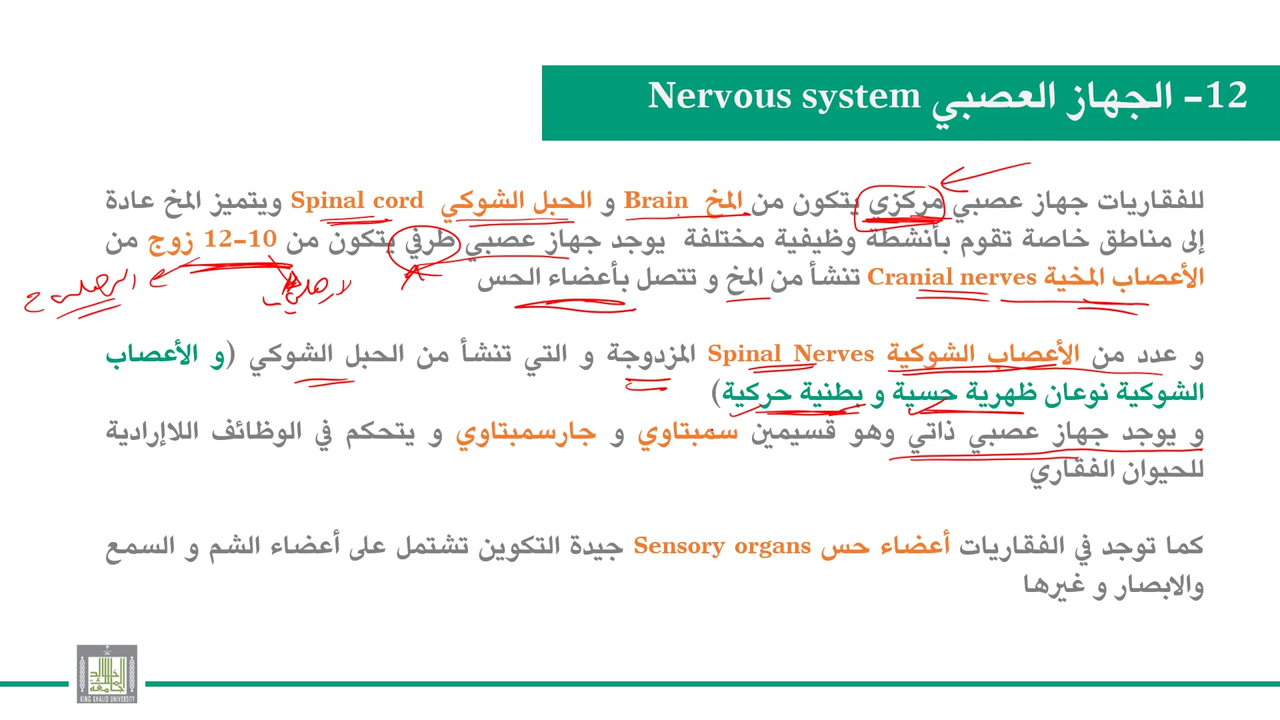 12- الجهاز العصبي Nervous system
للفقاريات جهاز عصبي مركزى يتكون من المخ Brain و الحبل الشوكي Spinal cord ويتميز المخ عادة
إلى مناطق خاصة تقوم بأنشطة وظيفية مختلفة يوجد جهاز عصبي طرفي يتكون من 10-12 زوج من
الأعصاب المخية Cranial nerves تنشأ من المخ و تتصل بأعضاء الحس
و عدد من الأعصاب الشوكية Spinal Nerves المزدوجة و التي تنشأ من الحبل الشوكي (و الأعصاب
الشوكية نوعان ظهرية حسية و بطنية حركية)
و يوجد جهاز عصبي ذاتي وهو قسيمين سمبتاوي و جارسمبتاوي و يتحكم في الوظائف اللاإرادية
للحيوان الفقاري
كما توجد في الفقاريات أعضاء حس Sensory organs جيدة التكوين تشتمل على أعضاء الشم و السمع
والابصار و غيرها
KING KHALID UNIVERSITY